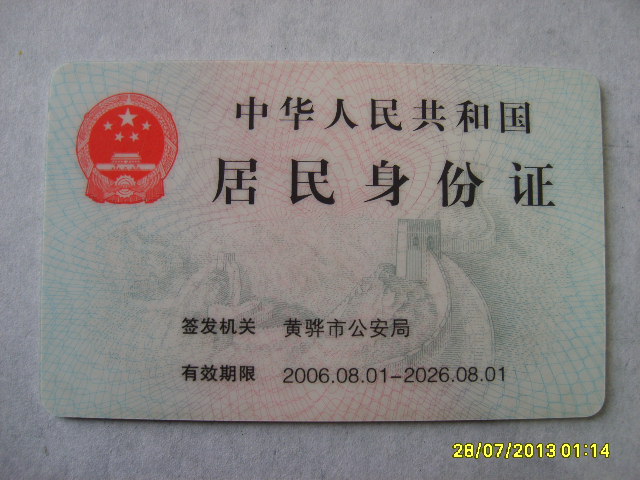 中华人民共和国
居民身份证
签发机关 黄骅市公安局
有效期限 2006.08.01-2026.08.01
28/07/2013 01:14